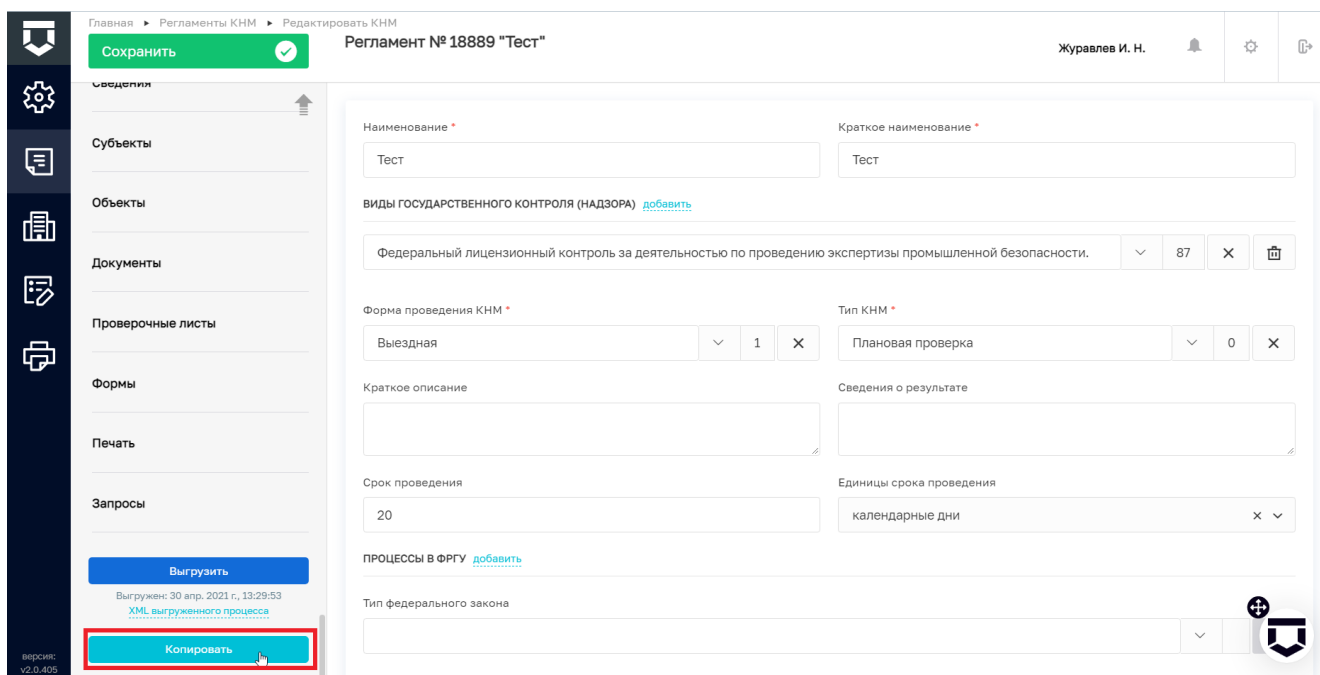 Главная ▸ Регламенты КНМ ▸ Редактировать КНМ
Сохранить
Регламент № 18889 "Тест"
Журавлев И. Н.
Сведения
Субъекты
Объекты
Документы
Проверочные листы
Формы
Печать
Запросы
Выгрузить
Выгружен: 30 апр. 2021 г., 13:29:53
XML выгруженного процесса
Копировать
версия:
v2.0.405
Наименование * Краткое наименование *
Тест Тест
ВИДЫ ГОСУДАРСТВЕННОГО КОНТРОЛЯ (НАДЗОРА) добавить
Федеральный лицензионный контроль за деятельностью по проведению экспертизы промышленной безопасности. 87
Форма проведения КНМ * Тип КНМ *
Выездная 1 Плановая проверка 0
Краткое описание Сведения о результате
Срок проведения Единицы срока проведения
20 календарные дни
ПРОЦЕССЫ В ФРГУ добавить
Тип федерального закона